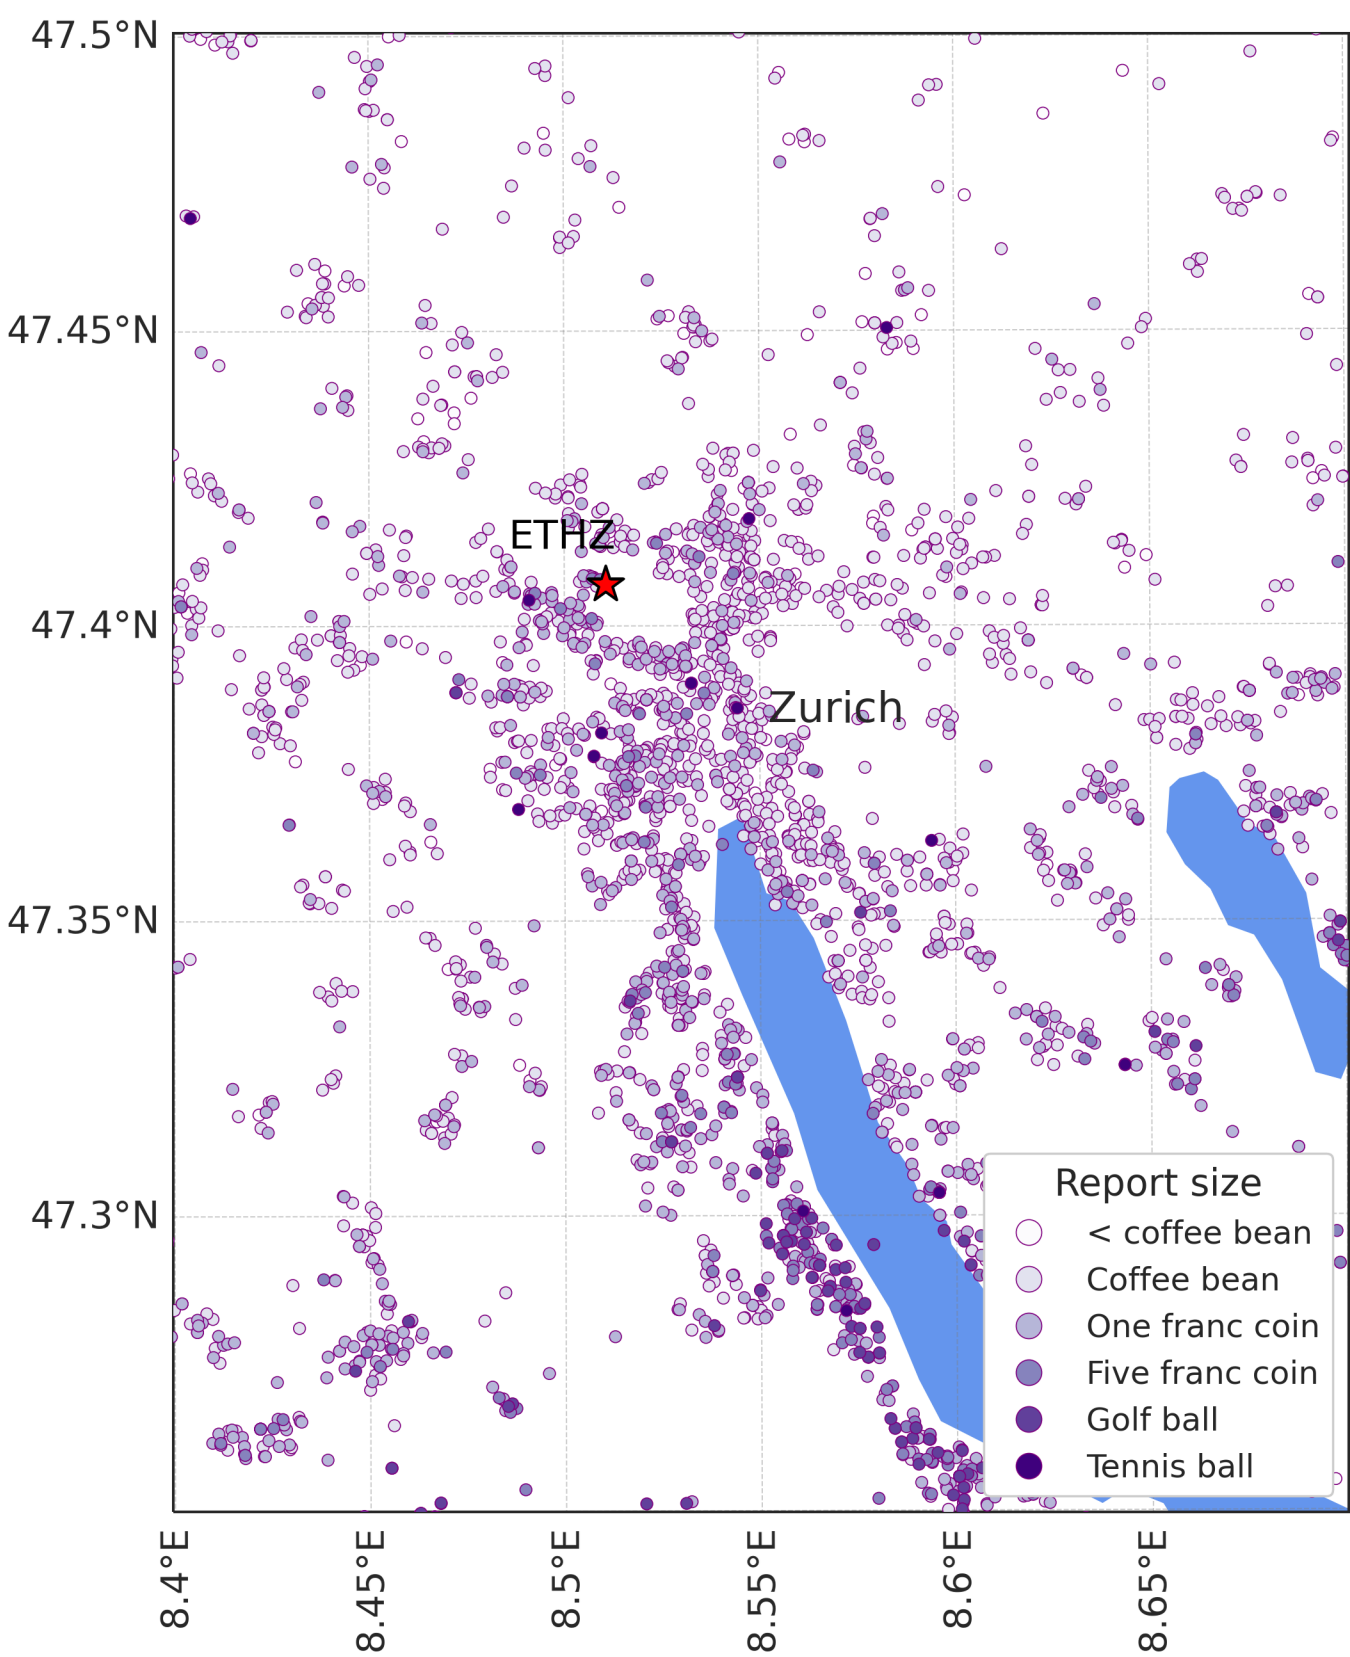 47.5°N
47.45°N
ETHZ
47.4°N
Zurich
47.35°N
47.3°N
Report size
< coffee bean
Coffee bean
One franc coin
Five franc coin
Golf ball
Tennis ball
8.4°E
8.45°E
8.5°E
8.55°E
8.6°E
8.65°E